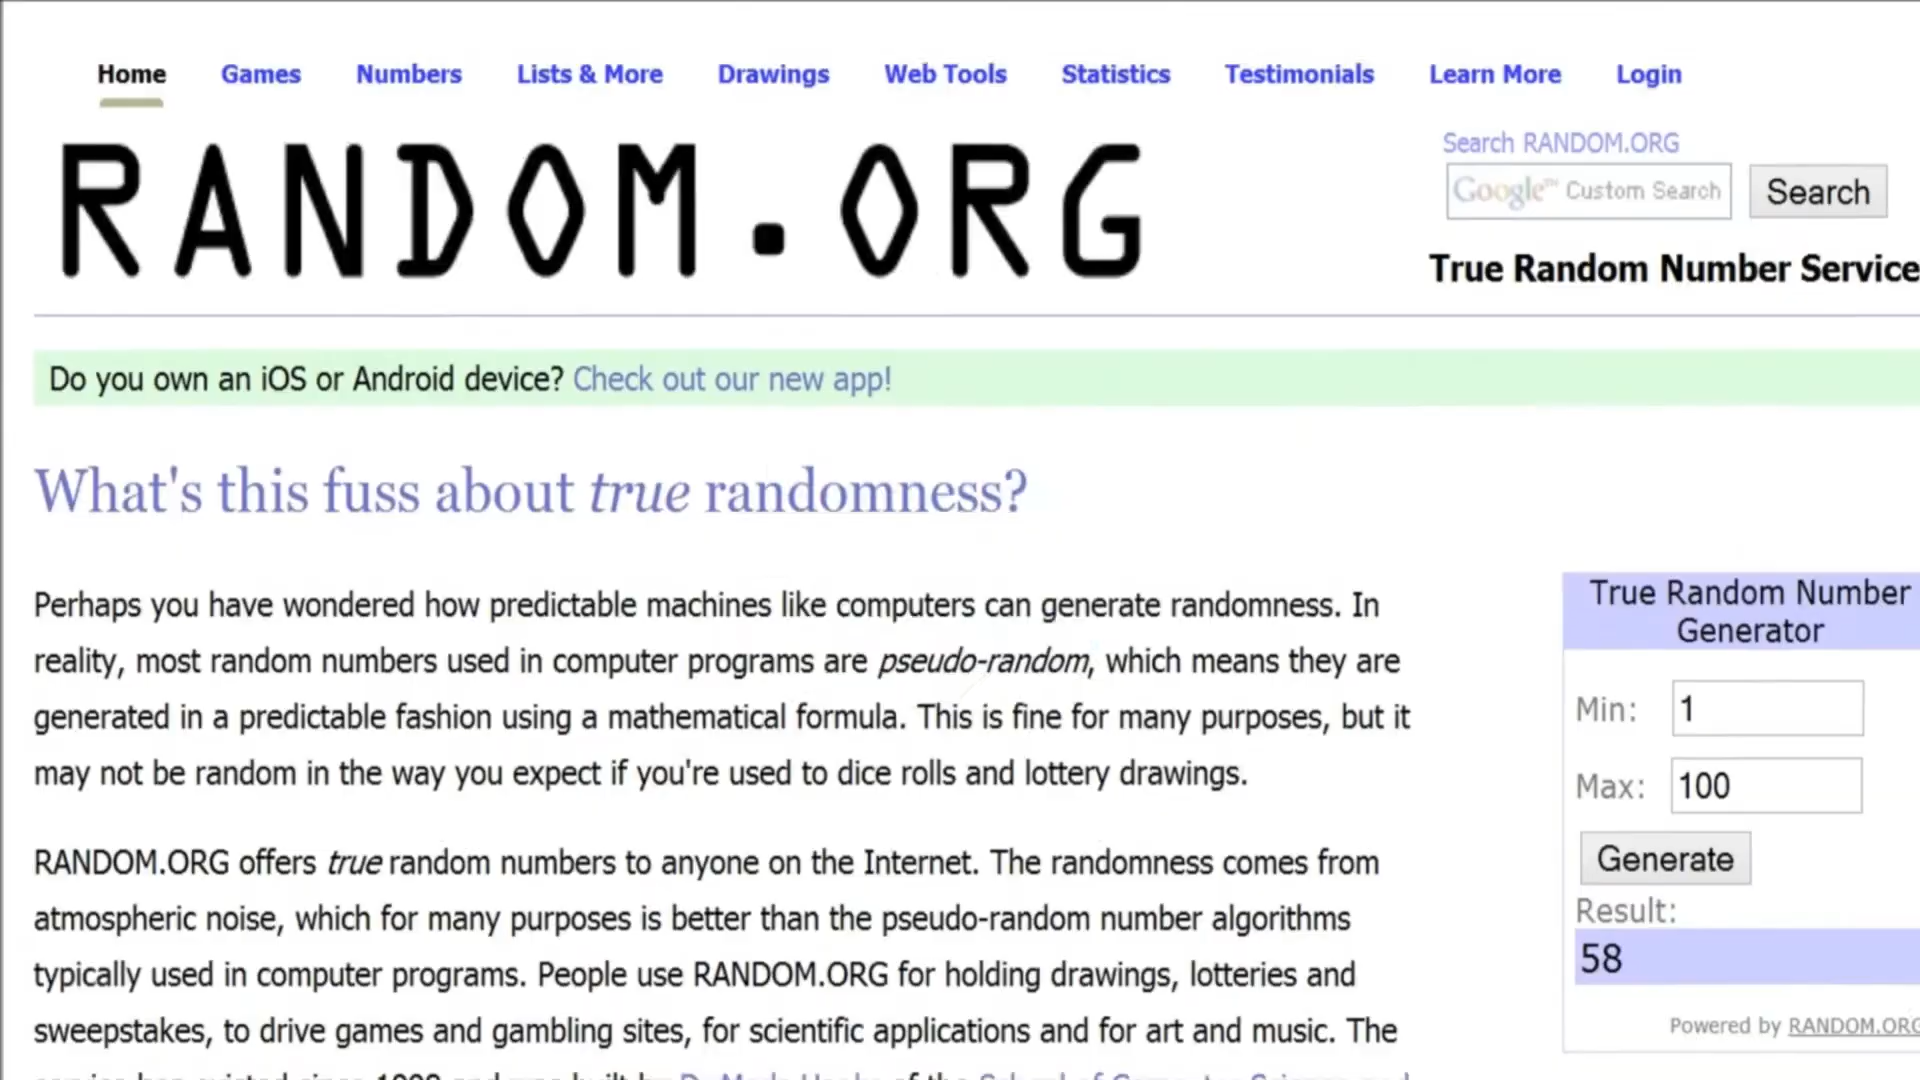 Home Games Numbers Lists & More Drawings Web Tools Statistics Testimonials Learn More Login
RANDOM.ORG
Search RANDOM.ORG
Google™ Custom Search Search
True Random Number Service
Do you own an iOS or Android device? Check out our new app!
What's this fuss about true randomness?
Perhaps you have wondered how predictable machines like computers can generate randomness. In
reality, most random numbers used in computer programs are pseudo-random, which means they are
generated in a predictable fashion using a mathematical formula. This is fine for many purposes, but it
may not be random in the way you expect if you're used to dice rolls and lottery drawings.
RANDOM.ORG offers true random numbers to anyone on the Internet. The randomness comes from
atmospheric noise, which for many purposes is better than the pseudo-random number algorithms
typically used in computer programs. People use RANDOM.ORG for holding drawings, lotteries and
sweepstakes, to drive games and gambling sites, for scientific applications and for art and music. The
True Random Number
Generator
Min: 1
Max: 100
Generate
Result:
58
Powered by RANDOM.ORG